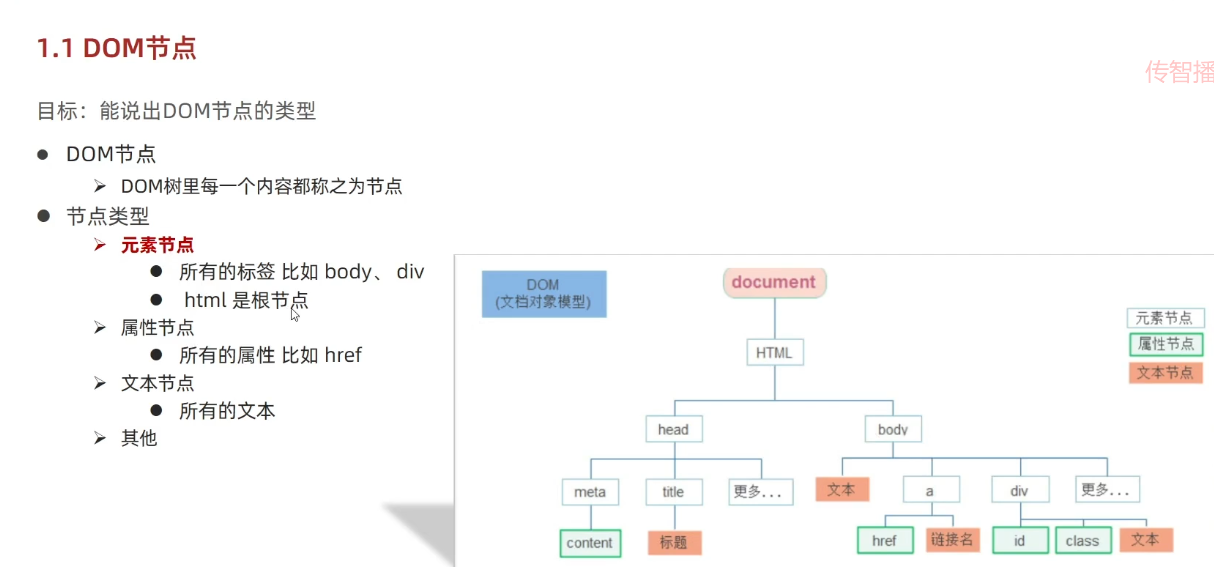 1.1 DOM节点
传智播
目标：能说出DOM节点的类型
DOM节点
DOM树里每一个内容都称之为节点
节点类型
元素节点
所有的标签 比如 body、 div
html 是根节点
属性节点
所有的属性 比如 href
文本节点
所有的文本
其他
DOM
(文档对象模型)
document
元素节点
属性节点
文本节点
HTML
head
body
meta
title
更多...
文本
a
div
更多...
content
标题
href
链接名
id
class
文本